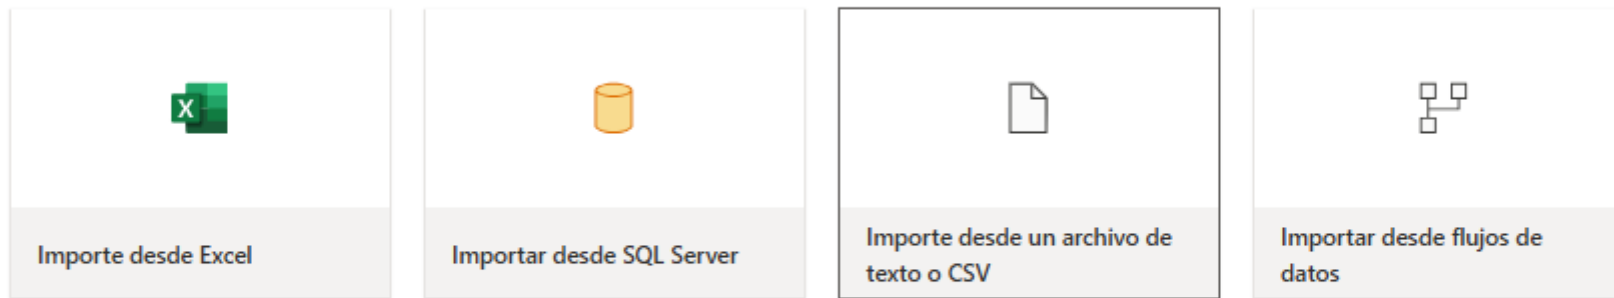 X
Importe desde Excel
Importar desde SQL Server
Importe desde un archivo de
texto o CSV
Importar desde flujos de
datos